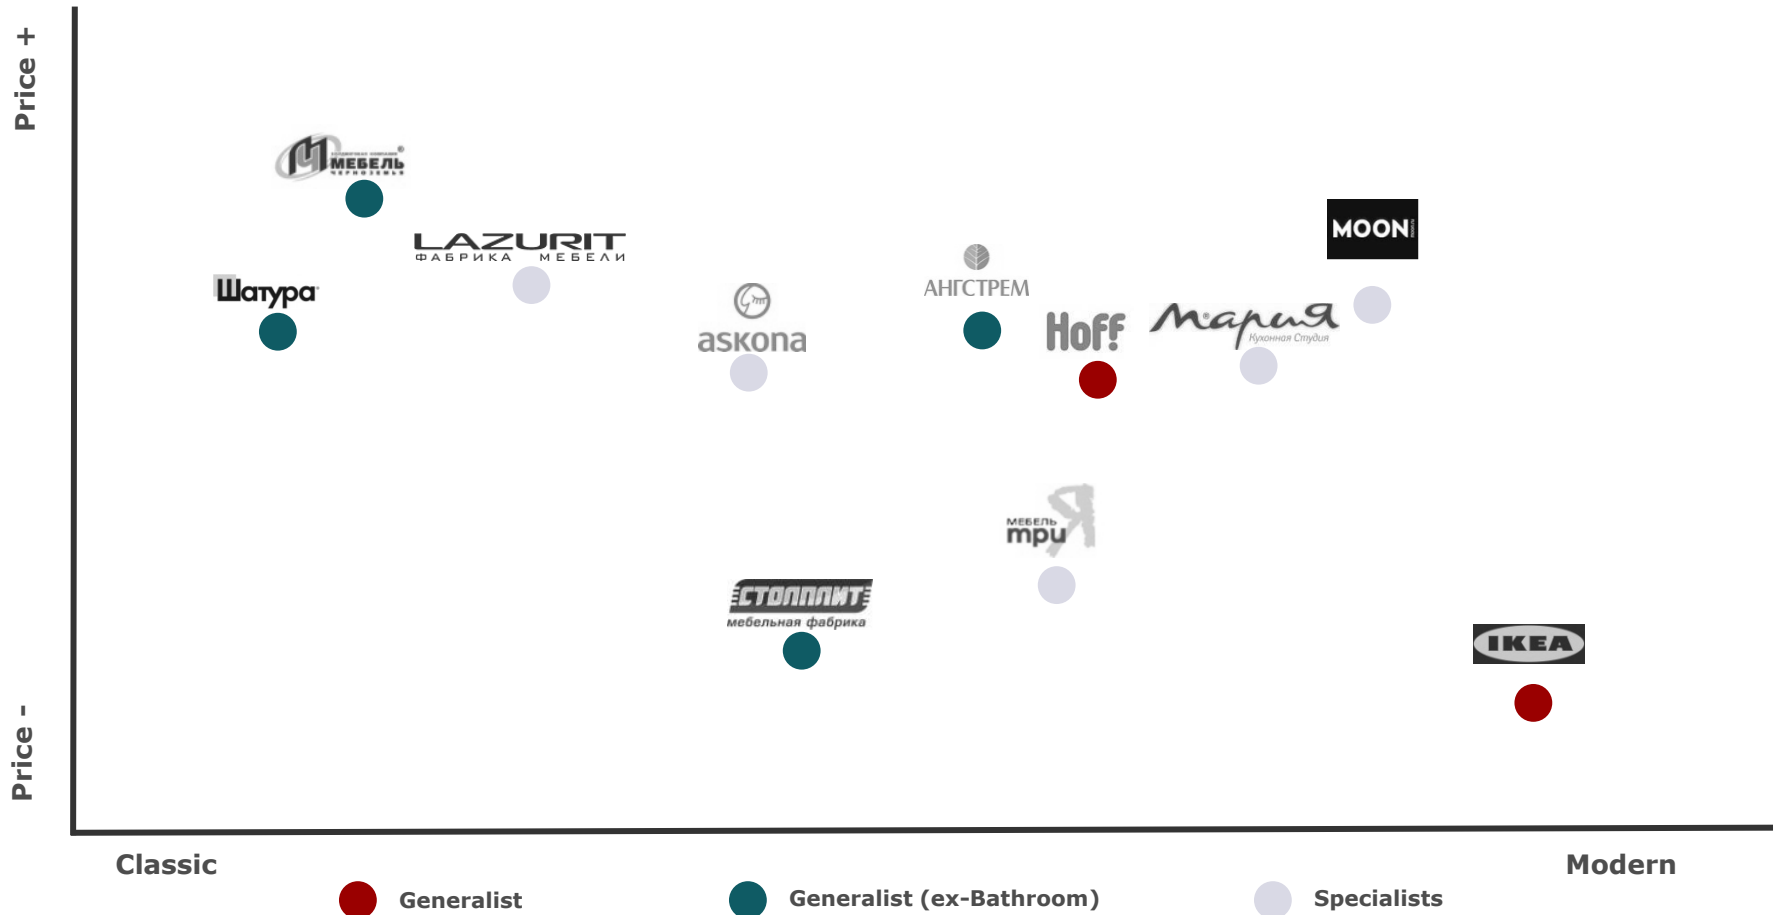 Price +
МЕБЕЛЬ
ЧЕРНОЗЕМЬЯ
LAZURIT
ФАБРИКА МЕБЕЛИ
Шатура
askona
АНГСТРЕМ
Hoff
Мария
Кухонная Студия
MOON
МЕБЕЛЬ
три Я
СТОЛПЛИТ
мебельная фабрика
IKEA
Price -
Classic
Modern
Generalist
Generalist (ex-Bathroom)
Specialists